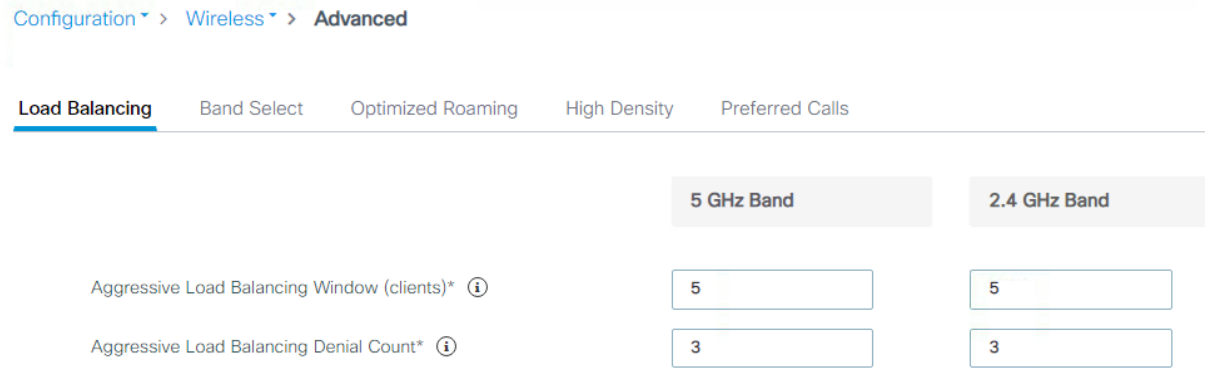 Configuration > Wireless > Advanced
Load Balancing Band Select Optimized Roaming High Density Preferred Calls
5 GHz Band 2.4 GHz Band
Aggressive Load Balancing Window (clients)* i 5 5
Aggressive Load Balancing Denial Count* i 3 3